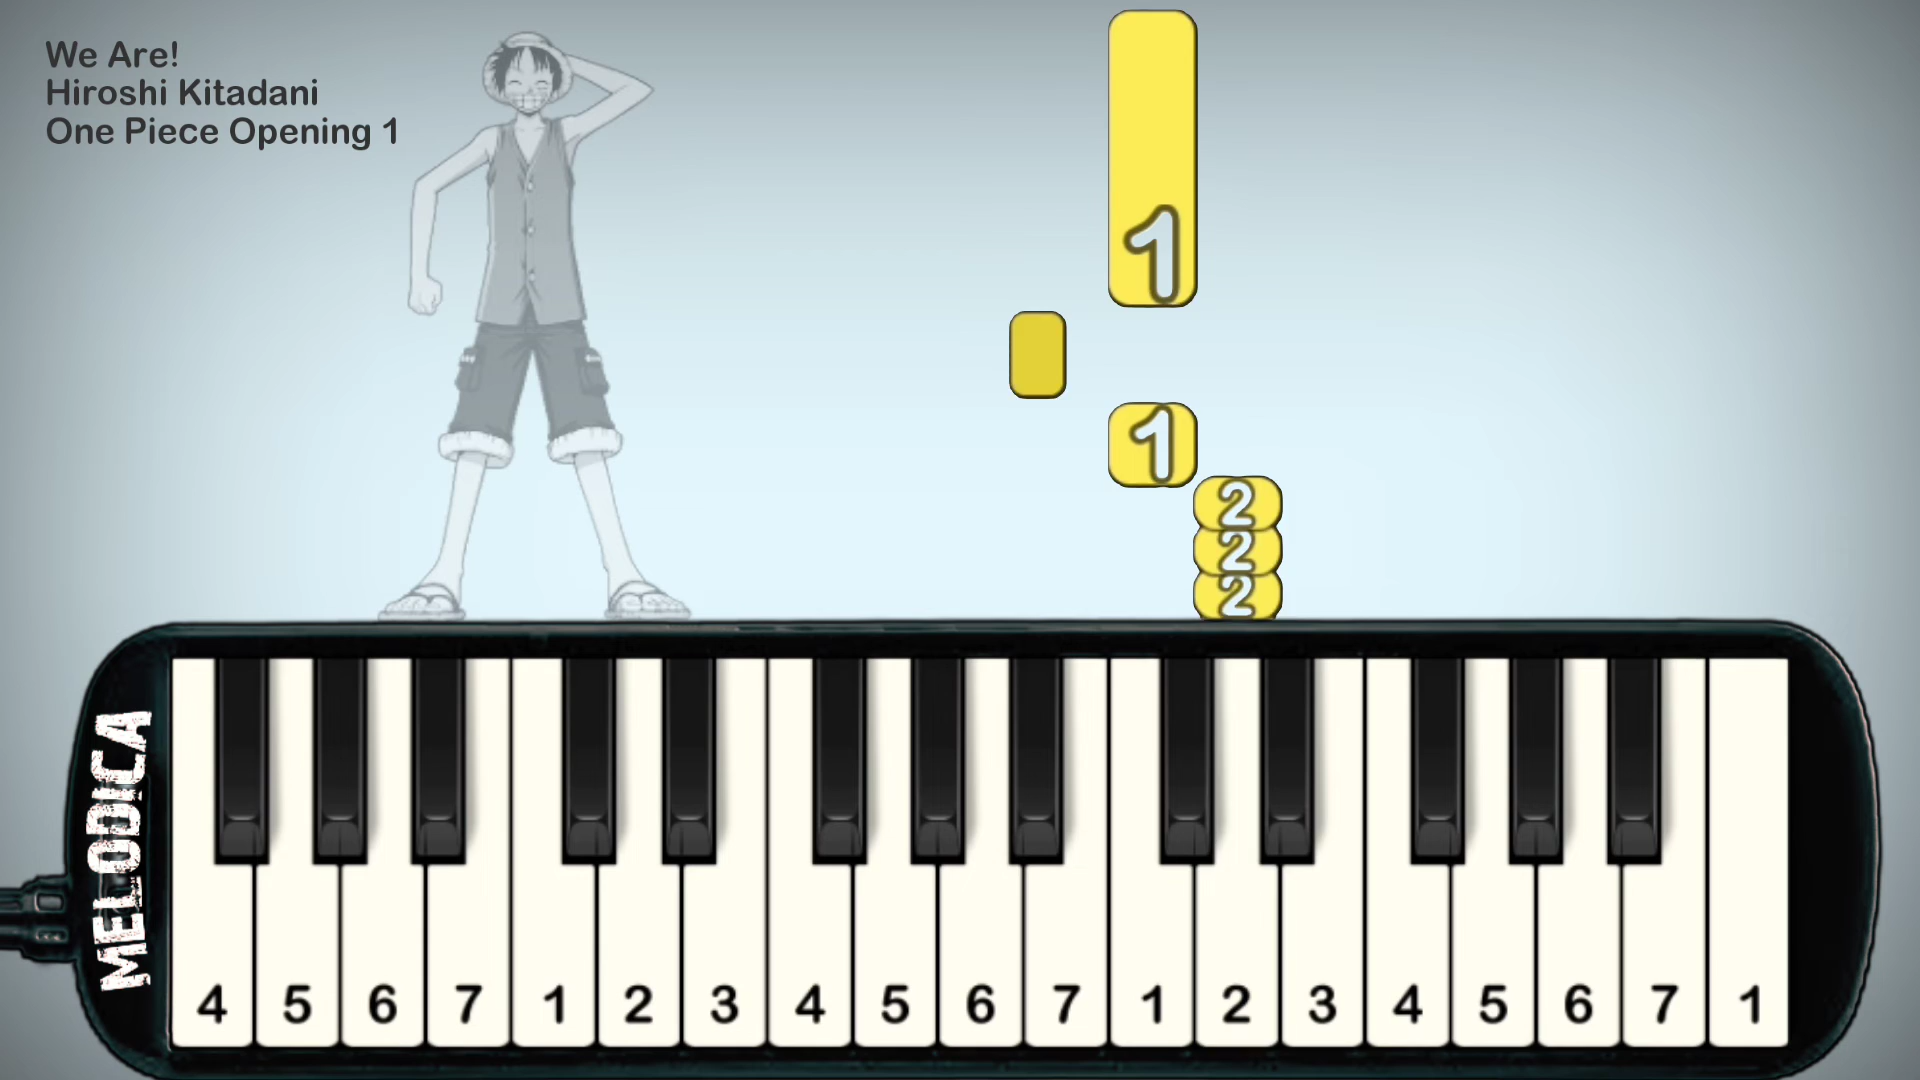 We Are!
Hiroshi Kitadani
One Piece Opening 1
1
1
2
2
2
MELODICA
4 5 6 7 1 2 3 4 5 6 7 1 2 3 4 5 6 7 1